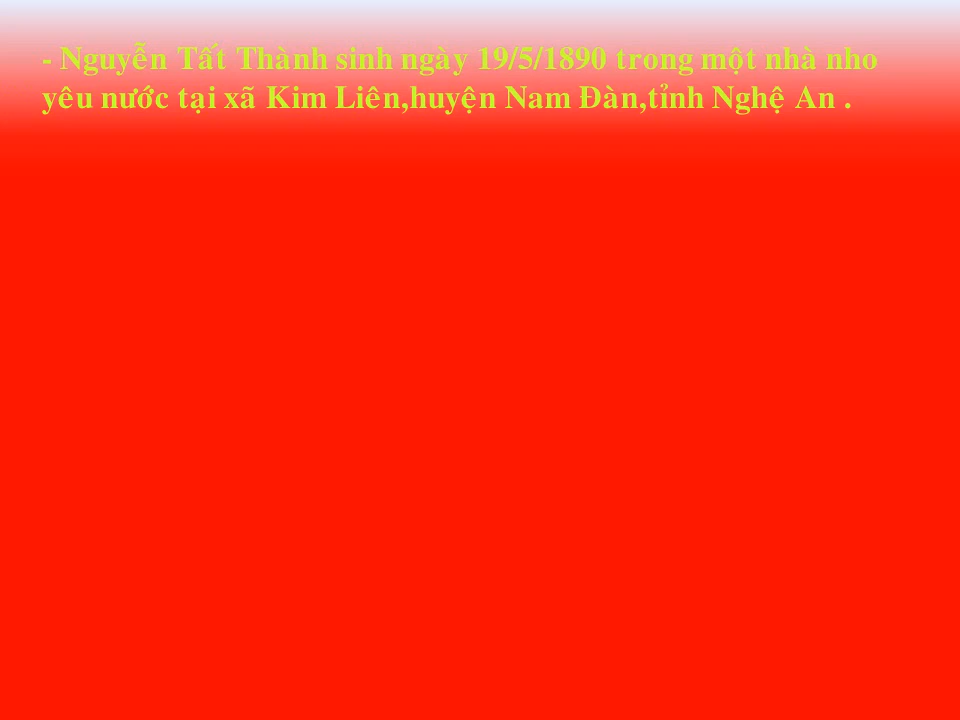 - Nguyễn Tất Thành sinh ngày 19/5/1890 trong một nhà nho
yêu nước tại xã Kim Liên,huyện Nam Đàn,tỉnh Nghệ An .